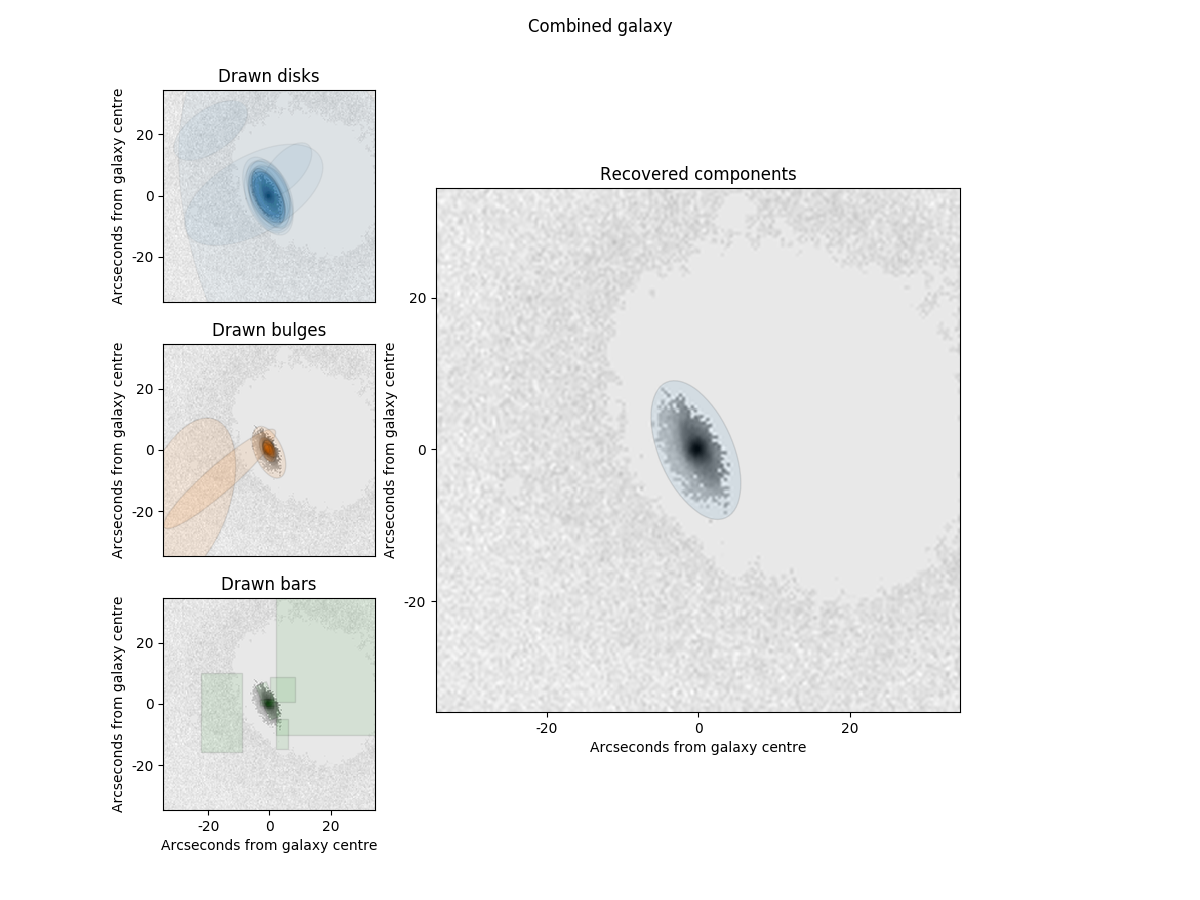 Combined galaxy
Drawn disks
Arcseconds from galaxy centre
20
0
-20
Drawn bulges
Arcseconds from galaxy centre
20
0
-20
Drawn bars
Arcseconds from galaxy centre
20
0
-20
-20 0 20
Arcseconds from galaxy centre
Recovered components
Arcseconds from galaxy centre
20
0
-20
-20 0 20
Arcseconds from galaxy centre